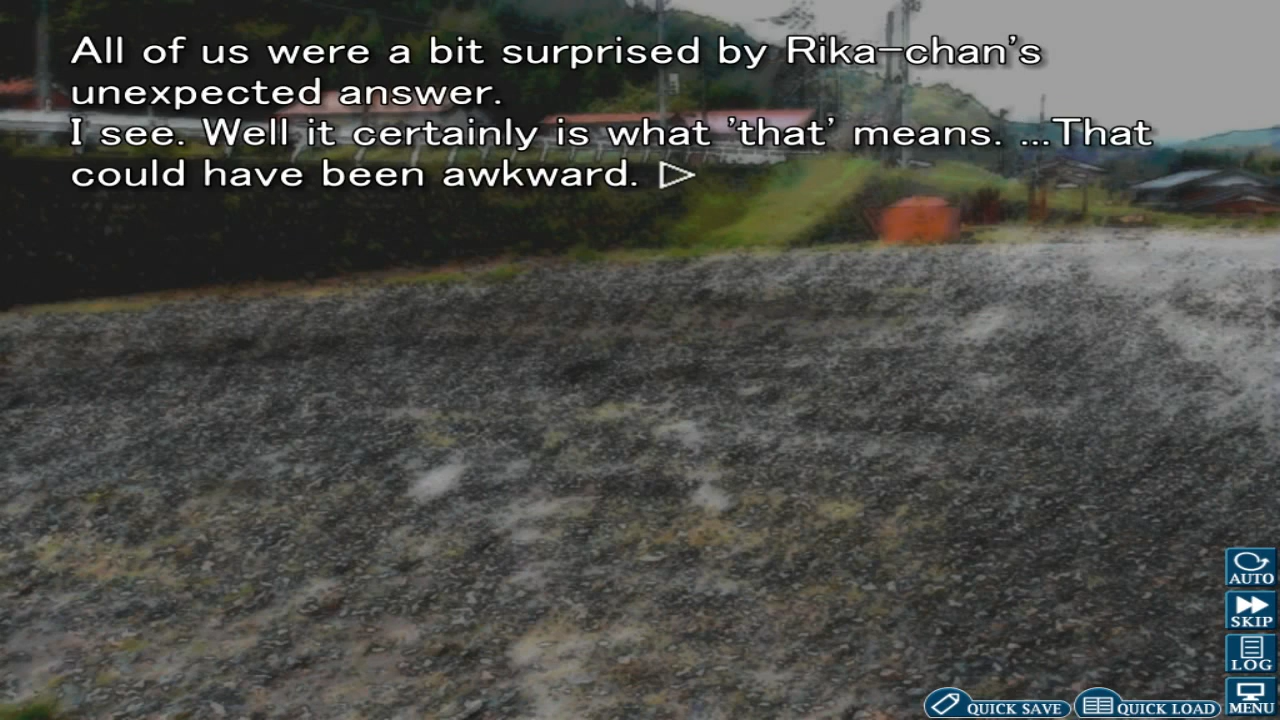 All of us were a bit surprised by Rika-chan's
unexpected answer.
I see. Well it certainly is what 'that' means. ...That
could have been awkward.
AUTO
SKIP
LOG
MENU
QUICK SAVE
QUICK LOAD